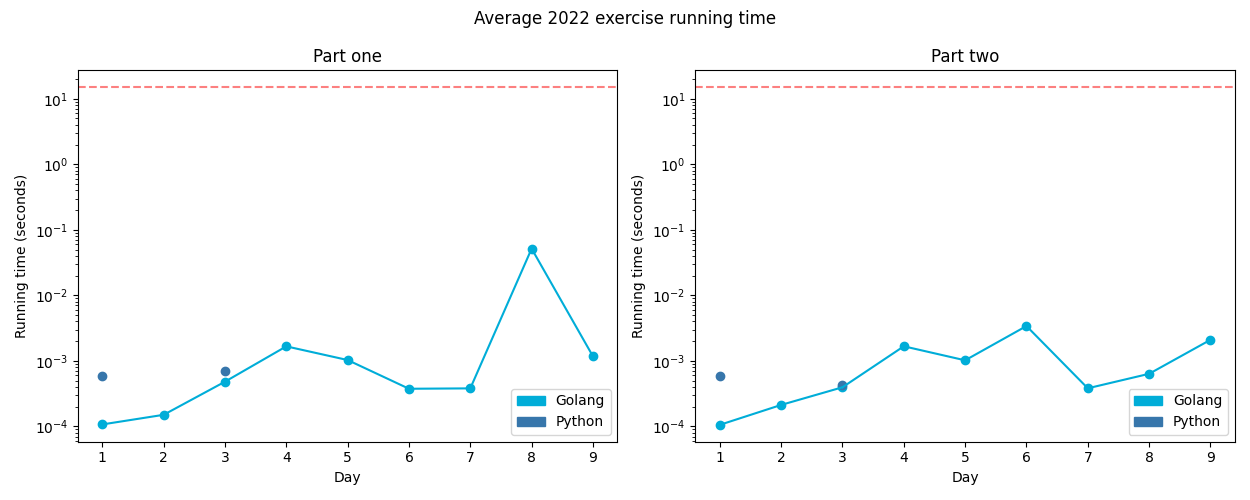 Average 2022 exercise running time
Part one
Running time (seconds)
10¹
10⁰
10⁻¹
10⁻²
10⁻³
10⁻⁴
Golang
Python
1 2 3 4 5 6 7 8 9
Day
Part two
Running time (seconds)
10¹
10⁰
10⁻¹
10⁻²
10⁻³
10⁻⁴
Golang
Python
1 2 3 4 5 6 7 8 9
Day